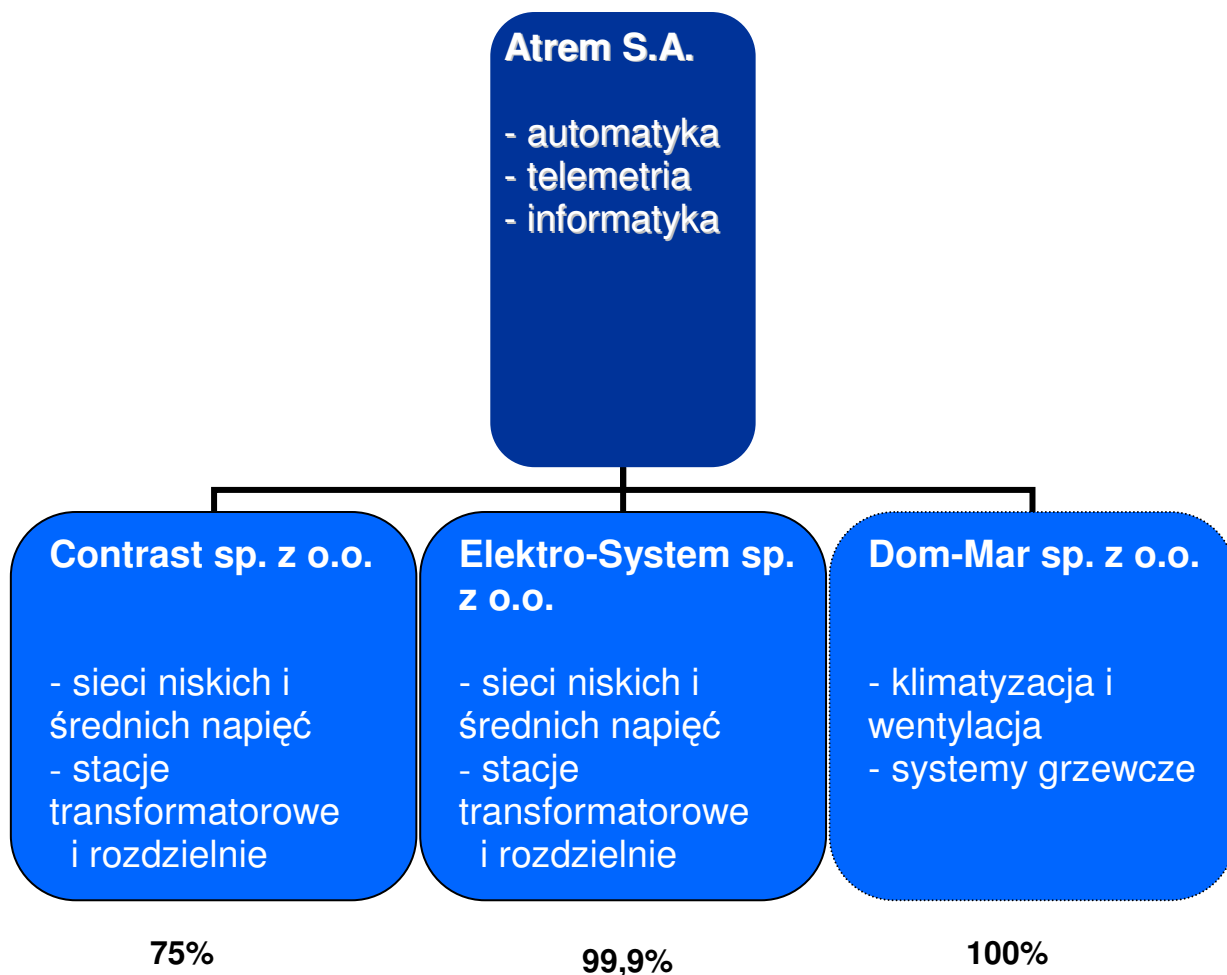 Atrem S.A.
- automatyka
- telemetria
- informatyka
Contrast sp. z o.o.
- sieci niskich i
średnich napięć
- stacje
transformatorowe
i rozdzielnie
Elektro-System sp.
z o.o.
- sieci niskich i
średnich napięć
- stacje
transformatorowe
i rozdzielnie
Dom-Mar sp. z o.o.
- klimatyzacja i
wentylacja
- systemy grzewcze
75%
99,9%
100%